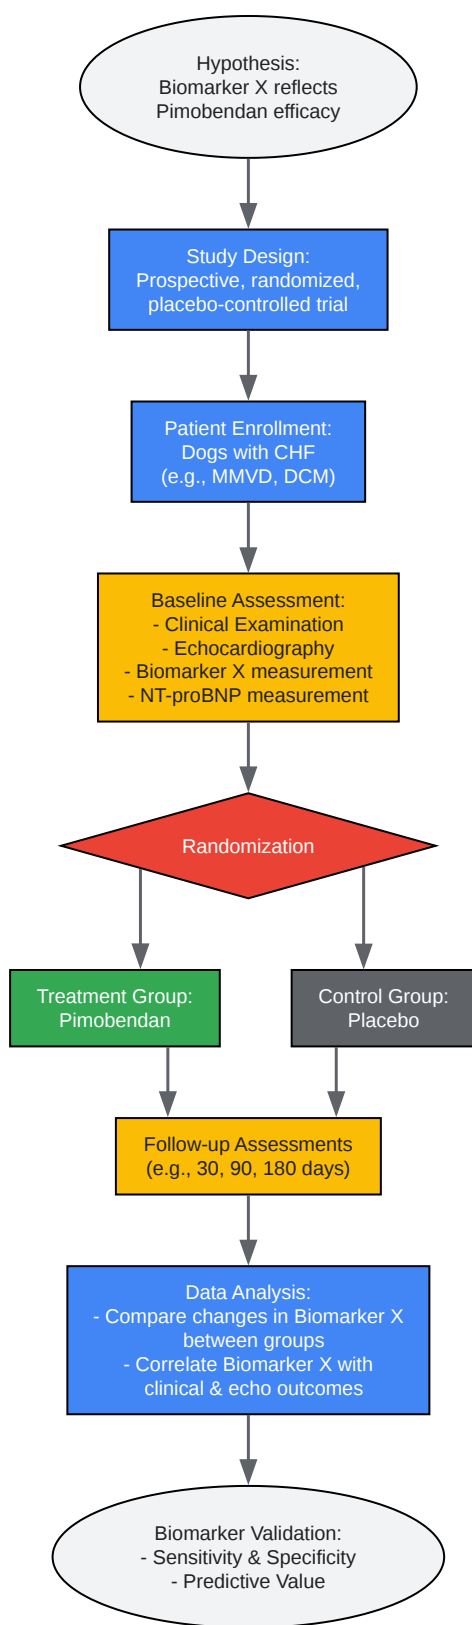 Hypothesis:
Biomarker X reflects
Pimobendan efficacy
Study Design:
Prospective, randomized,
placebo-controlled trial
Patient Enrollment:
Dogs with CHF
(e.g., MMVD, DCM)
Baseline Assessment:
- Clinical Examination
- Echocardiography
- Biomarker X measurement
- NT-proBNP measurement
Randomization
Treatment Group:
Pimobendan
Control Group:
Placebo
Follow-up Assessments
(e.g., 30, 90, 180 days)
Data Analysis:
- Compare changes in Biomarker X
between groups
- Correlate Biomarker X with
clinical & echo outcomes
Biomarker Validation:
- Sensitivity & Specificity
- Predictive Value